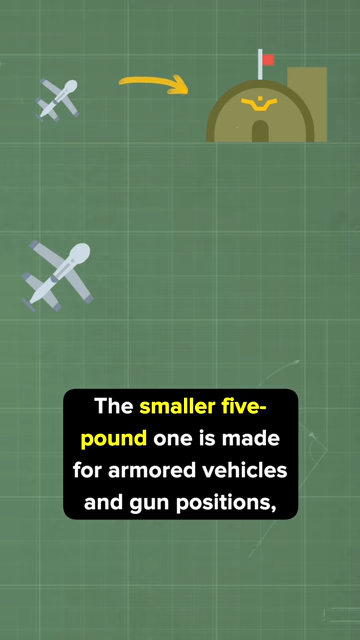 The smaller five-
pound one is made
for armored vehicles
and gun positions,